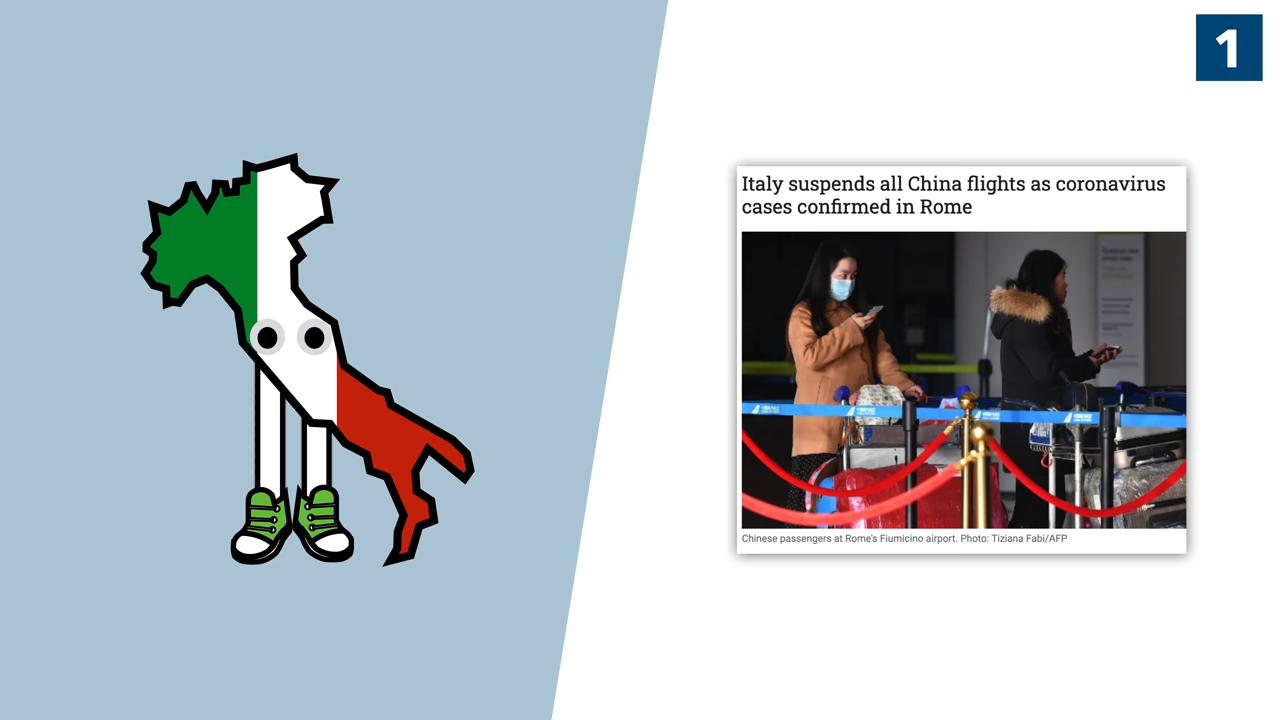 1
Italy suspends all China flights as coronavirus
cases confirmed in Rome
Chinese passengers at Rome's Fiumicino airport. Photo: Tiziana Fabi/AFP